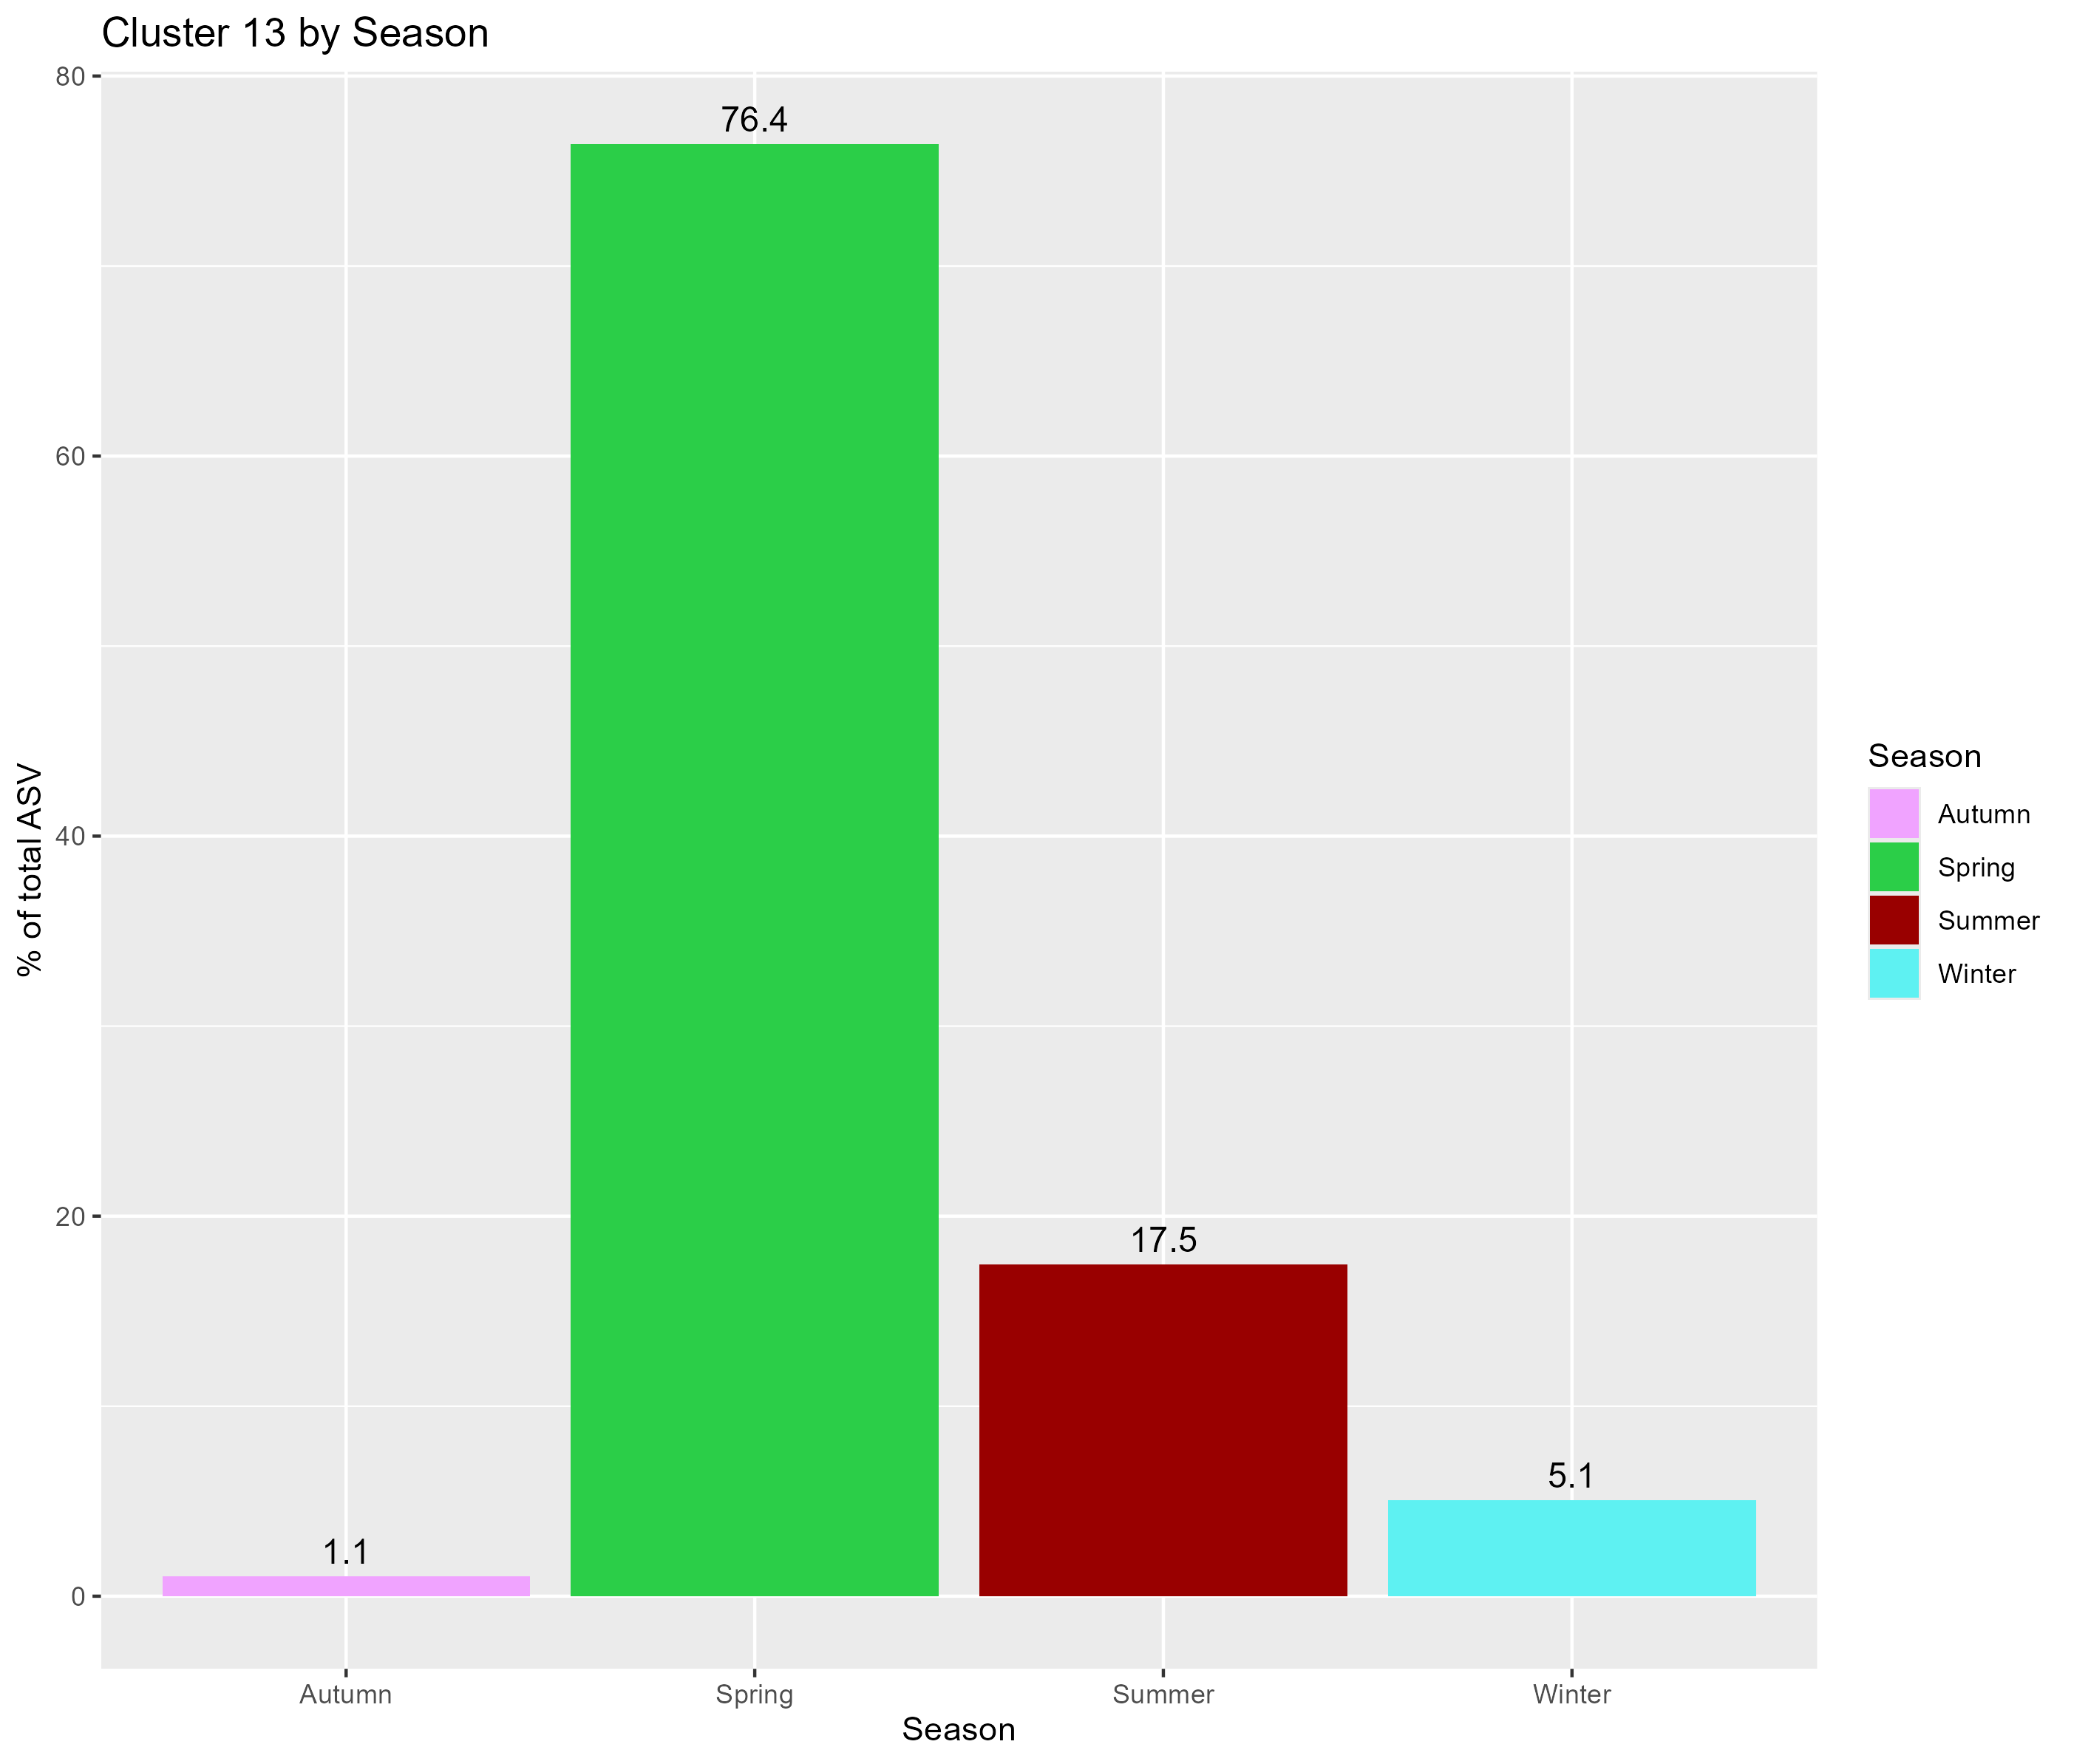 Cluster 13 by Season
80
60
40
20
0
% of total ASV
1.1
76.4
17.5
5.1
Autumn
Spring
Summer
Winter
Season
Season
Autumn
Spring
Summer
Winter